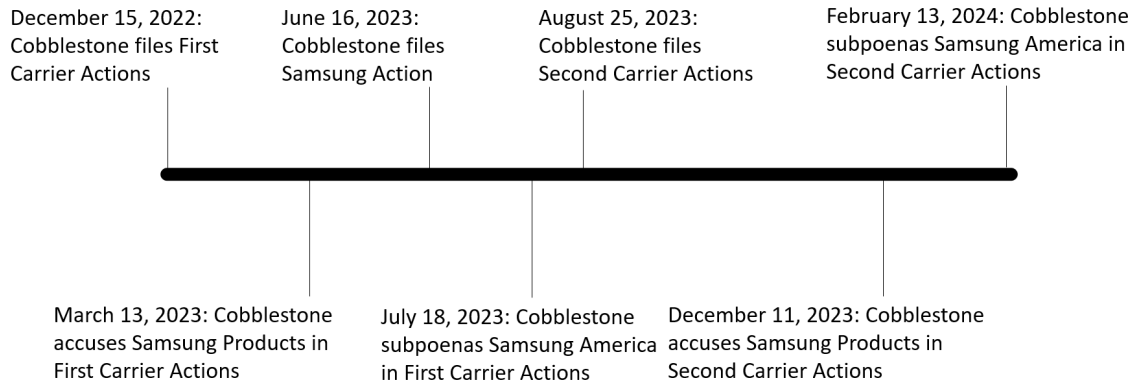 December 15, 2022:
Cobblestone files First
Carrier Actions
June 16, 2023:
Cobblestone files
Samsung Action
August 25, 2023:
Cobblestone files
Second Carrier Actions
February 13, 2024: Cobblestone
subpoenas Samsung America in
Second Carrier Actions
March 13, 2023: Cobblestone
accuses Samsung Products in
First Carrier Actions
July 18, 2023: Cobblestone
subpoenas Samsung America
in First Carrier Actions
December 11, 2023: Cobblestone
accuses Samsung Products in
Second Carrier Actions